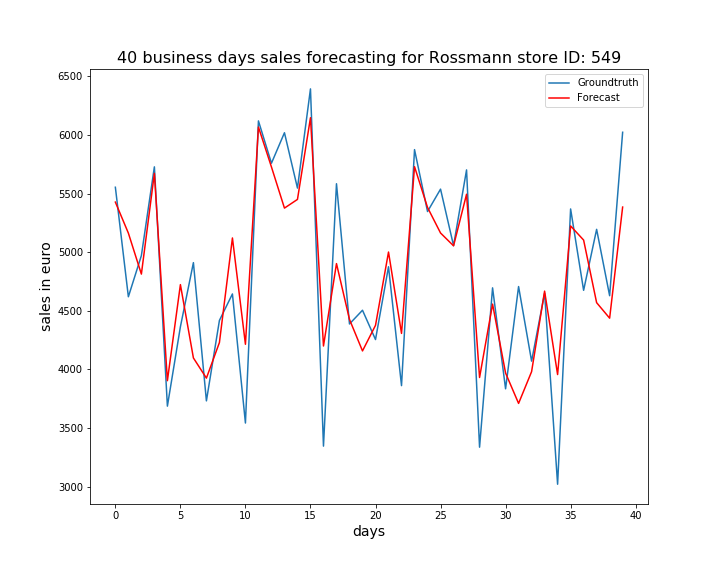 40 business days sales forecasting for Rossmann store ID: 549
Groundtruth
Forecast
sales in euro
6500
6000
5500
5000
4500
4000
3500
3000
0 5 10 15 20 25 30 35 40
days